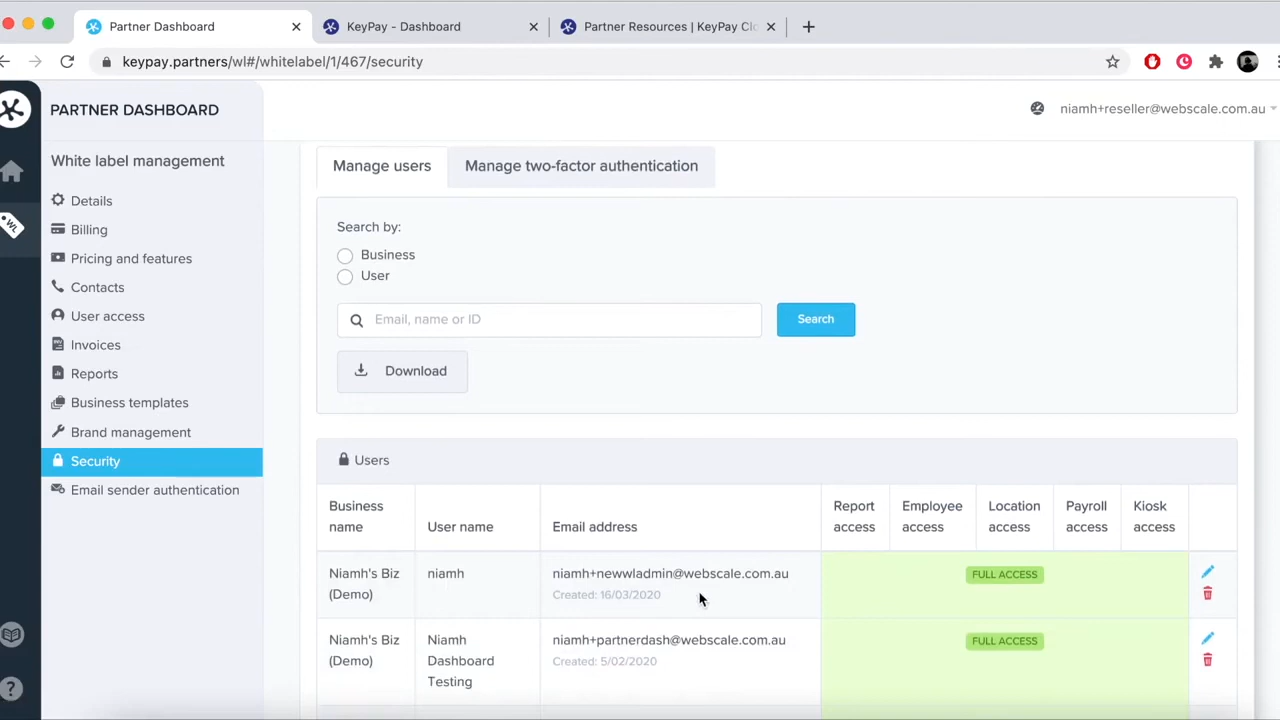 Partner Dashboard
KeyPay - Dashboard
Partner Resources | KeyPay Clo
keypay.partners/wl#/whitelabel/1/467/security
PARTNER DASHBOARD
niamh+reseller@webscale.com.au
White label management
Details
Billing
Pricing and features
Contacts
User access
Invoices
Reports
Business templates
Brand management
Security
Email sender authentication
WL
Manage users
Manage two-factor authentication
Search by:
Business
User
Email, name or ID
Search
Download
Users
Business name
User name
Email address
Report access
Employee access
Location access
Payroll access
Kiosk access
Niamh's Biz (Demo)
niamh
niamh+newwladmin@webscale.com.au
Created: 16/03/2020
FULL ACCESS
Niamh's Biz (Demo)
Niamh Dashboard Testing
niamh+partnerdash@webscale.com.au
Created: 5/02/2020
FULL ACCESS